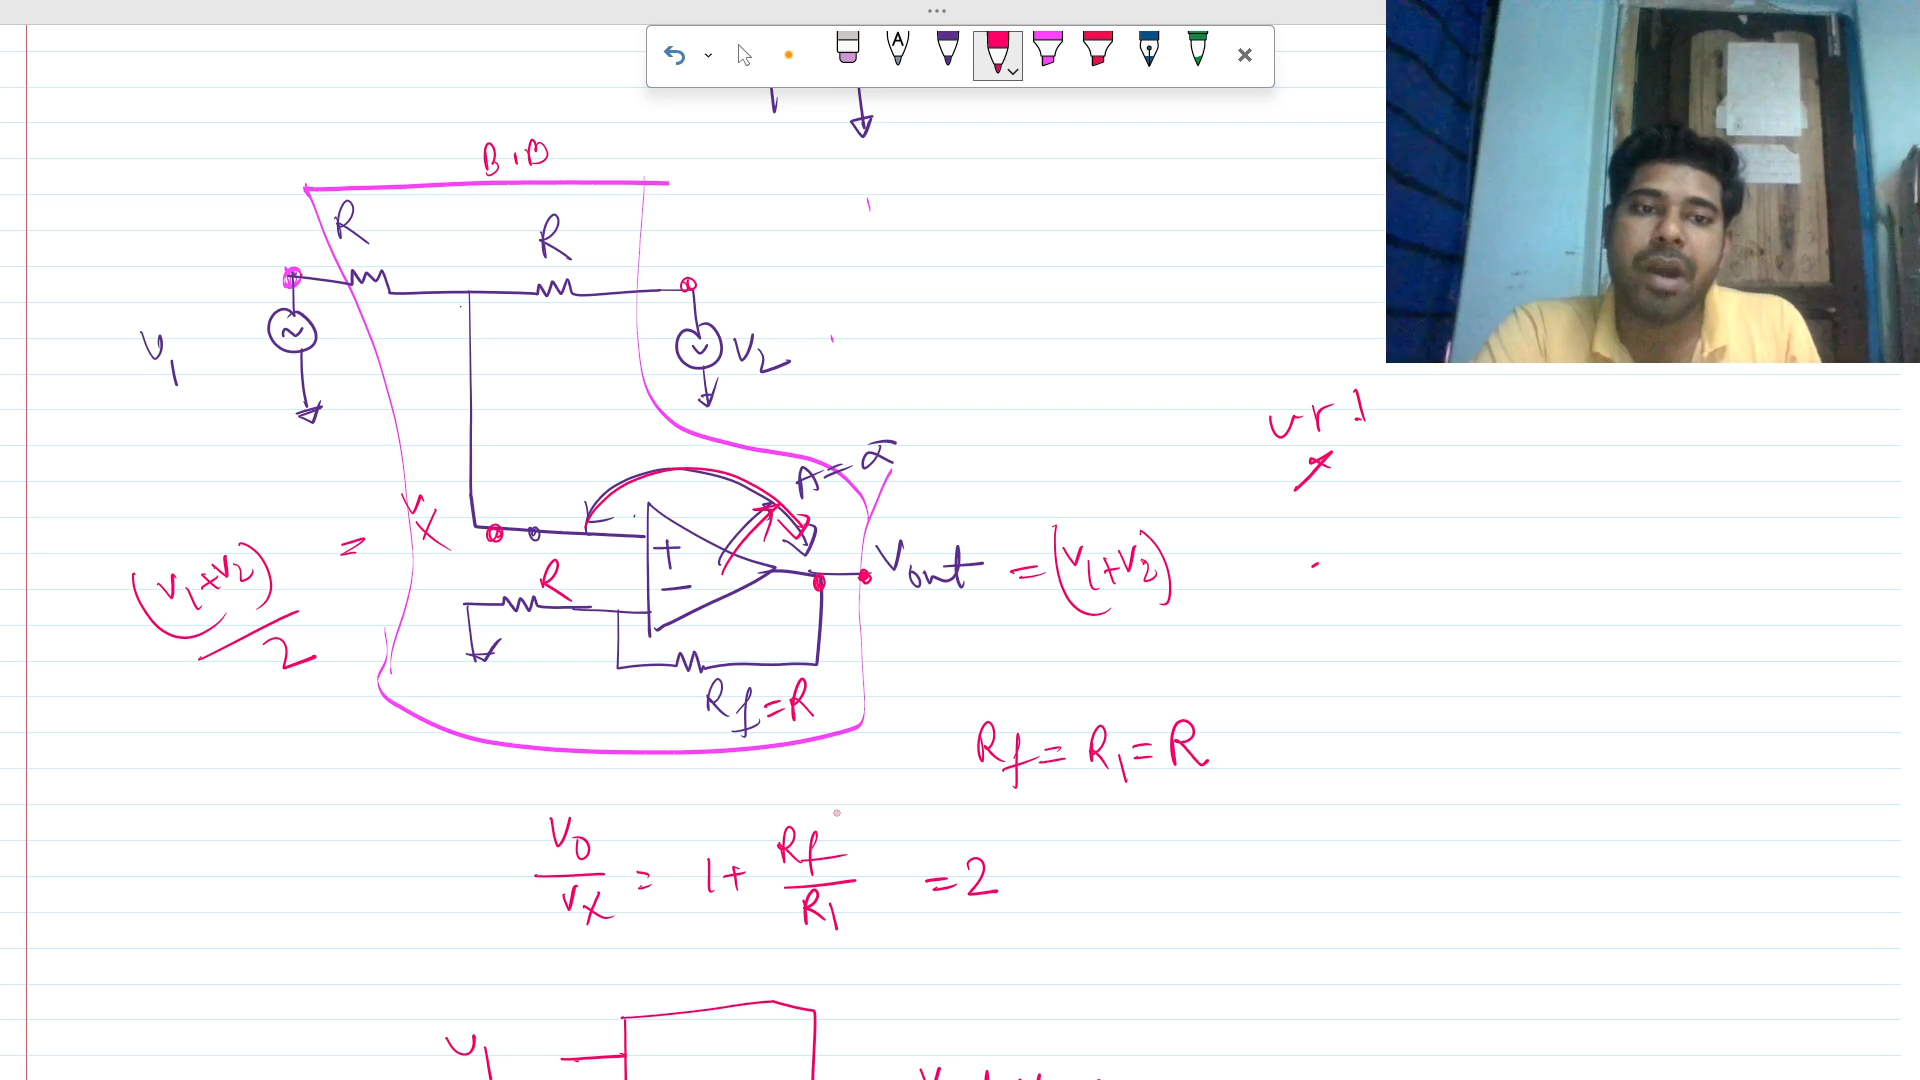 B.B
R R
V1
V2
A = ∞
Vx
(V1+V2)/2 =
+
−
R
Vout = (V1+V2)
Rf = R
Rf = R1 = R
V0/Vx = 1 + Rf/R1 = 2
V1